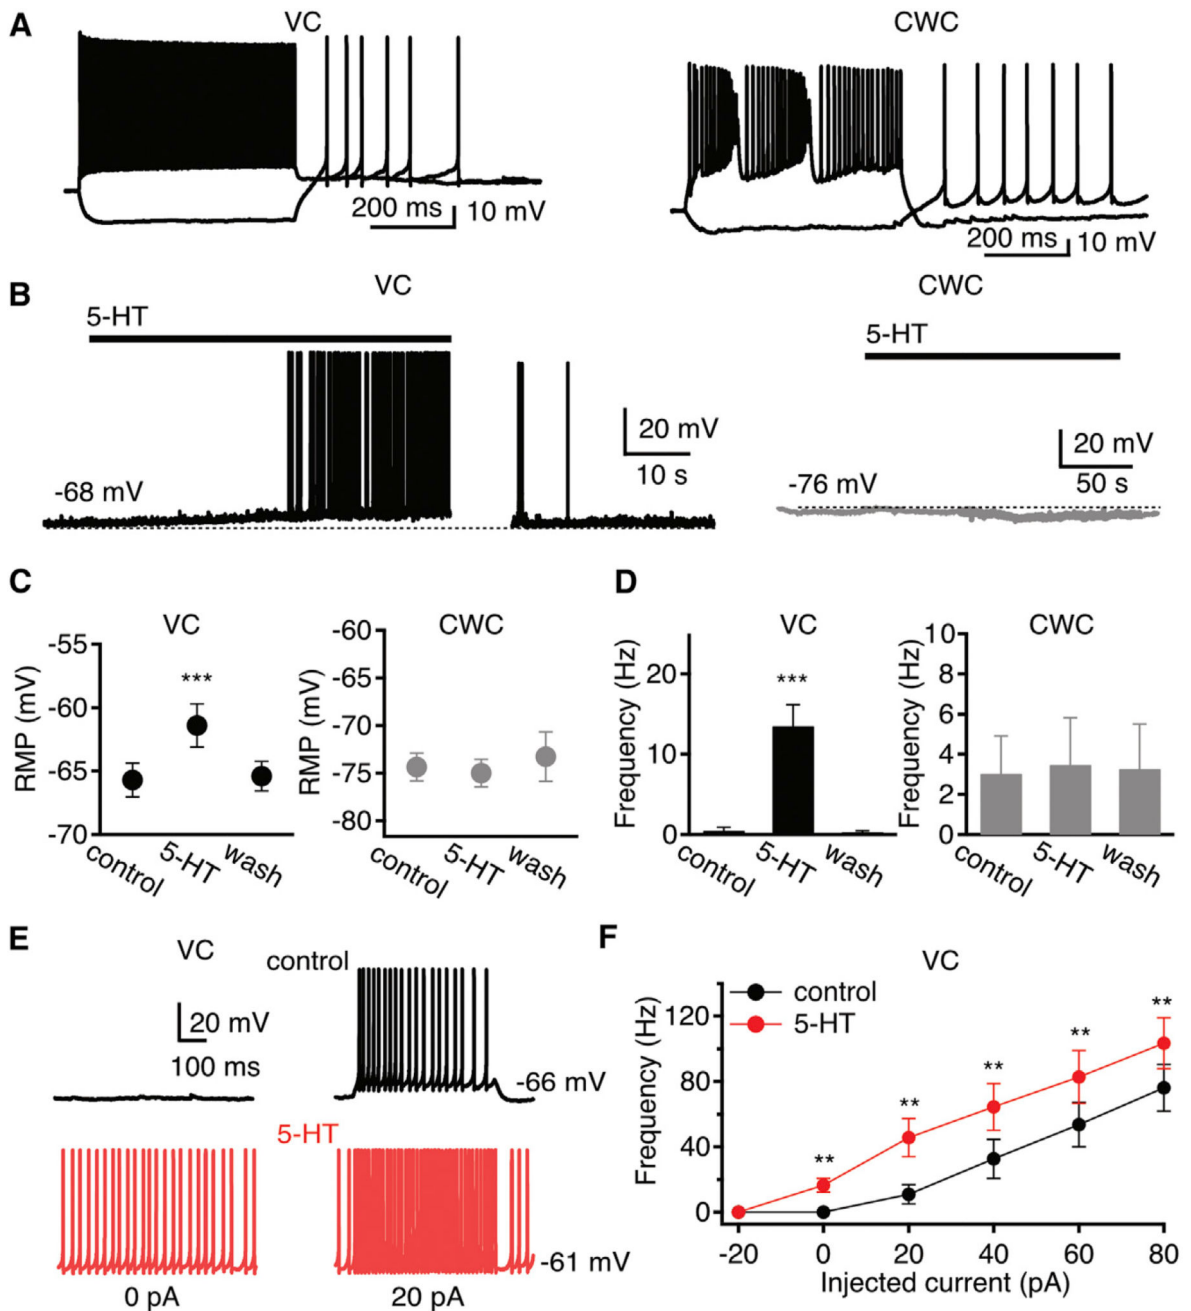 A
VC
CWC
200 ms
10 mV
200 ms
10 mV
B
VC
CWC
5-HT
5-HT
20 mV
10 s
20 mV
50 s
-68 mV
-76 mV
C
VC
CWC
RMP (mV)
-55
-60
-65
-70
***
control
5-HT
wash
RMP (mV)
-60
-65
-70
-75
-80
control
5-HT
wash
D
VC
CWC
Frequency (Hz)
20
10
0
***
control
5-HT
wash
Frequency (Hz)
10
8
6
4
2
0
control
5-HT
wash
E
VC
control
20 mV
100 ms
-66 mV
5-HT
-61 mV
0 pA
20 pA
F
VC
control
5-HT
Frequency (Hz)
120
80
40
0
**
**
**
**
**
-20
0
20
40
60
80
Injected current (pA)